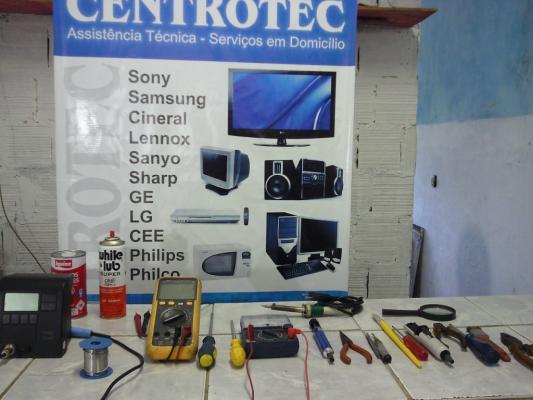 CENTROTEC
Assistência Técnica - Serviços em Domicílio
ROTEC
Sony
Samsung
Cineral
Lennox
Sanyo
Sharp
GE
LG
CEE
Philips
Philco
white
lub
SUPER